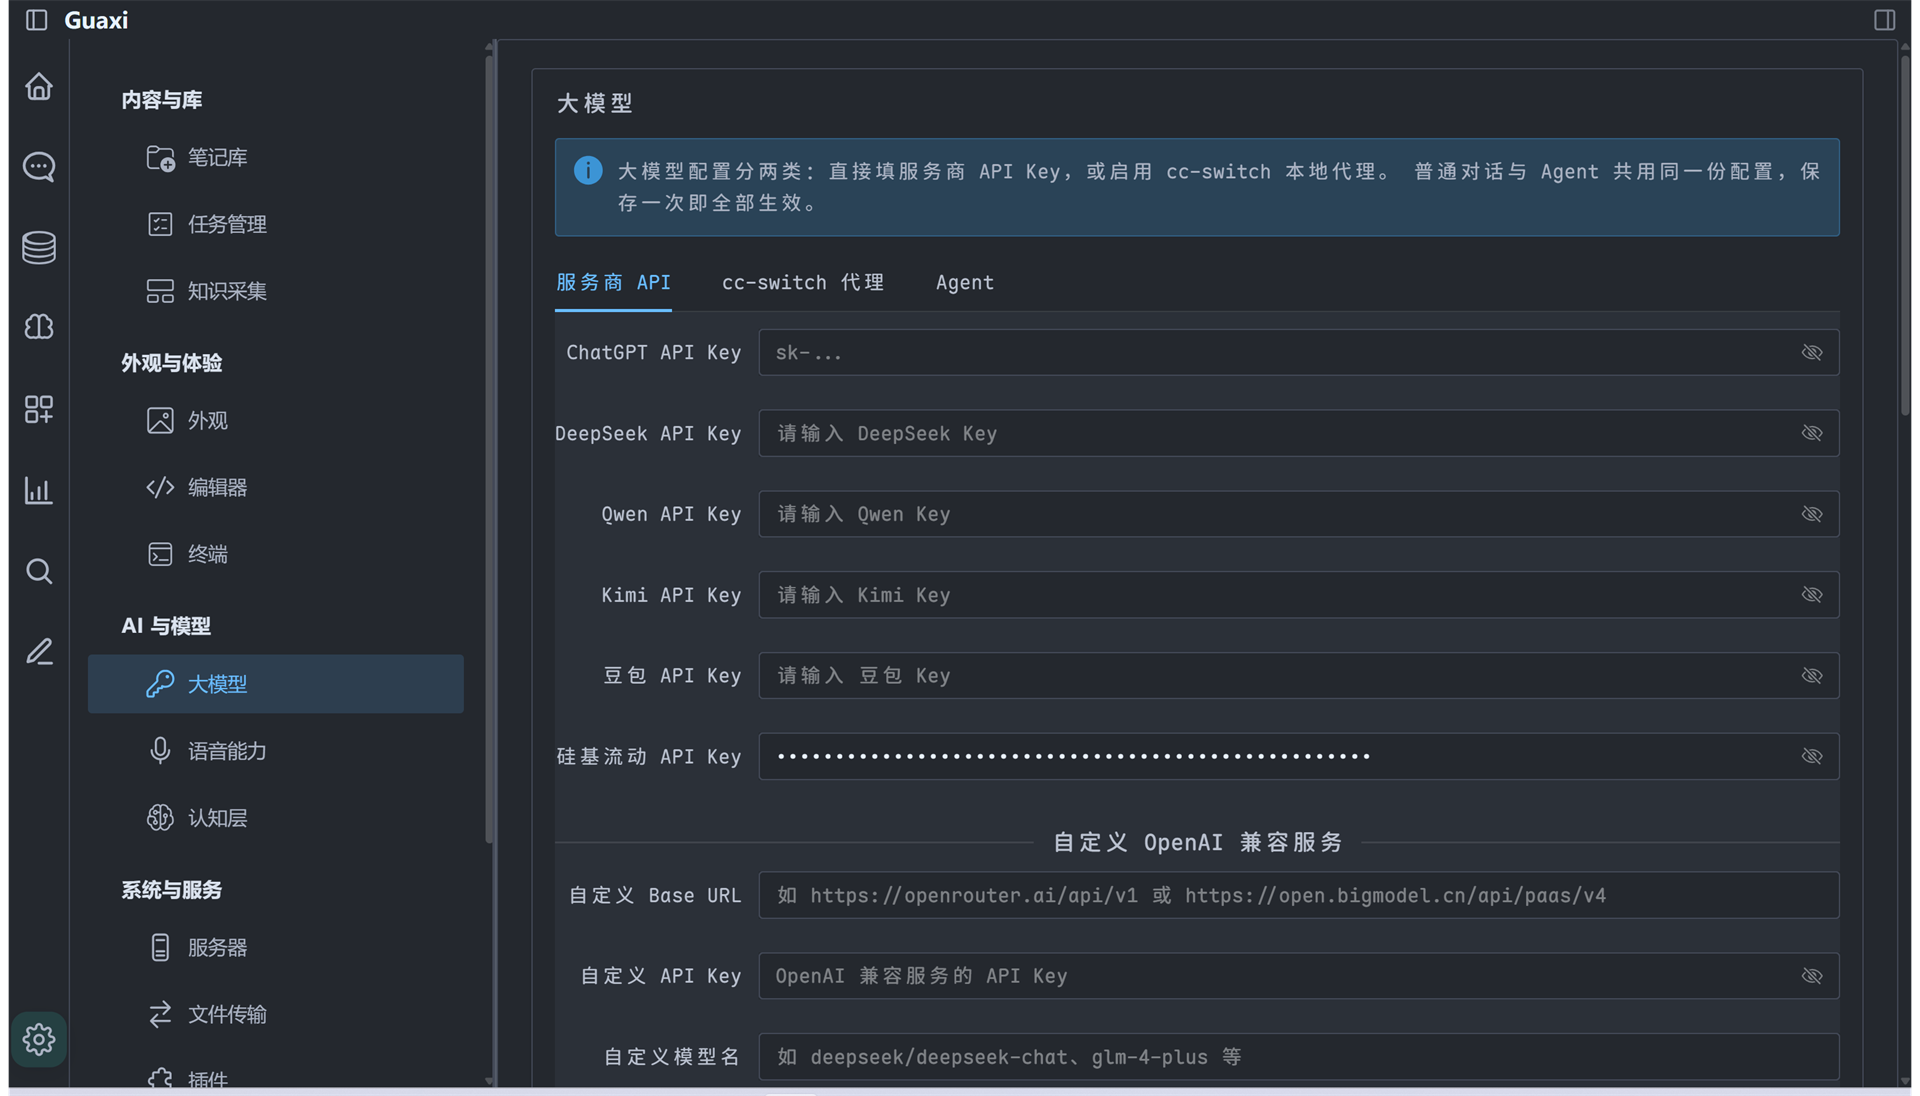 Guaxi
内容与库
笔记库
任务管理
知识采集
外观与体验
外观
编辑器
终端
AI 与模型
大模型
语音能力
认知层
系统与服务
服务器
文件传输
插件
大模型
大模型配置分两类：直接填服务商 API Key，或启用 cc-switch 本地代理。 普通对话与 Agent 共用同一份配置，保
存一次即全部生效。
服务商 API cc-switch 代理 Agent
ChatGPT API Key sk-...
DeepSeek API Key 请输入 DeepSeek Key
Qwen API Key 请输入 Qwen Key
Kimi API Key 请输入 Kimi Key
豆包 API Key 请输入 豆包 Key
硅基流动 API Key •••••••••••••••••••••••••••••••••••••••••••••••••••
自定义 OpenAI 兼容服务
自定义 Base URL 如 https://openrouter.ai/api/v1 或 https://open.bigmodel.cn/api/paas/v4
自定义 API Key OpenAI 兼容服务的 API Key
自定义模型名 如 deepseek/deepseek-chat、glm-4-plus 等